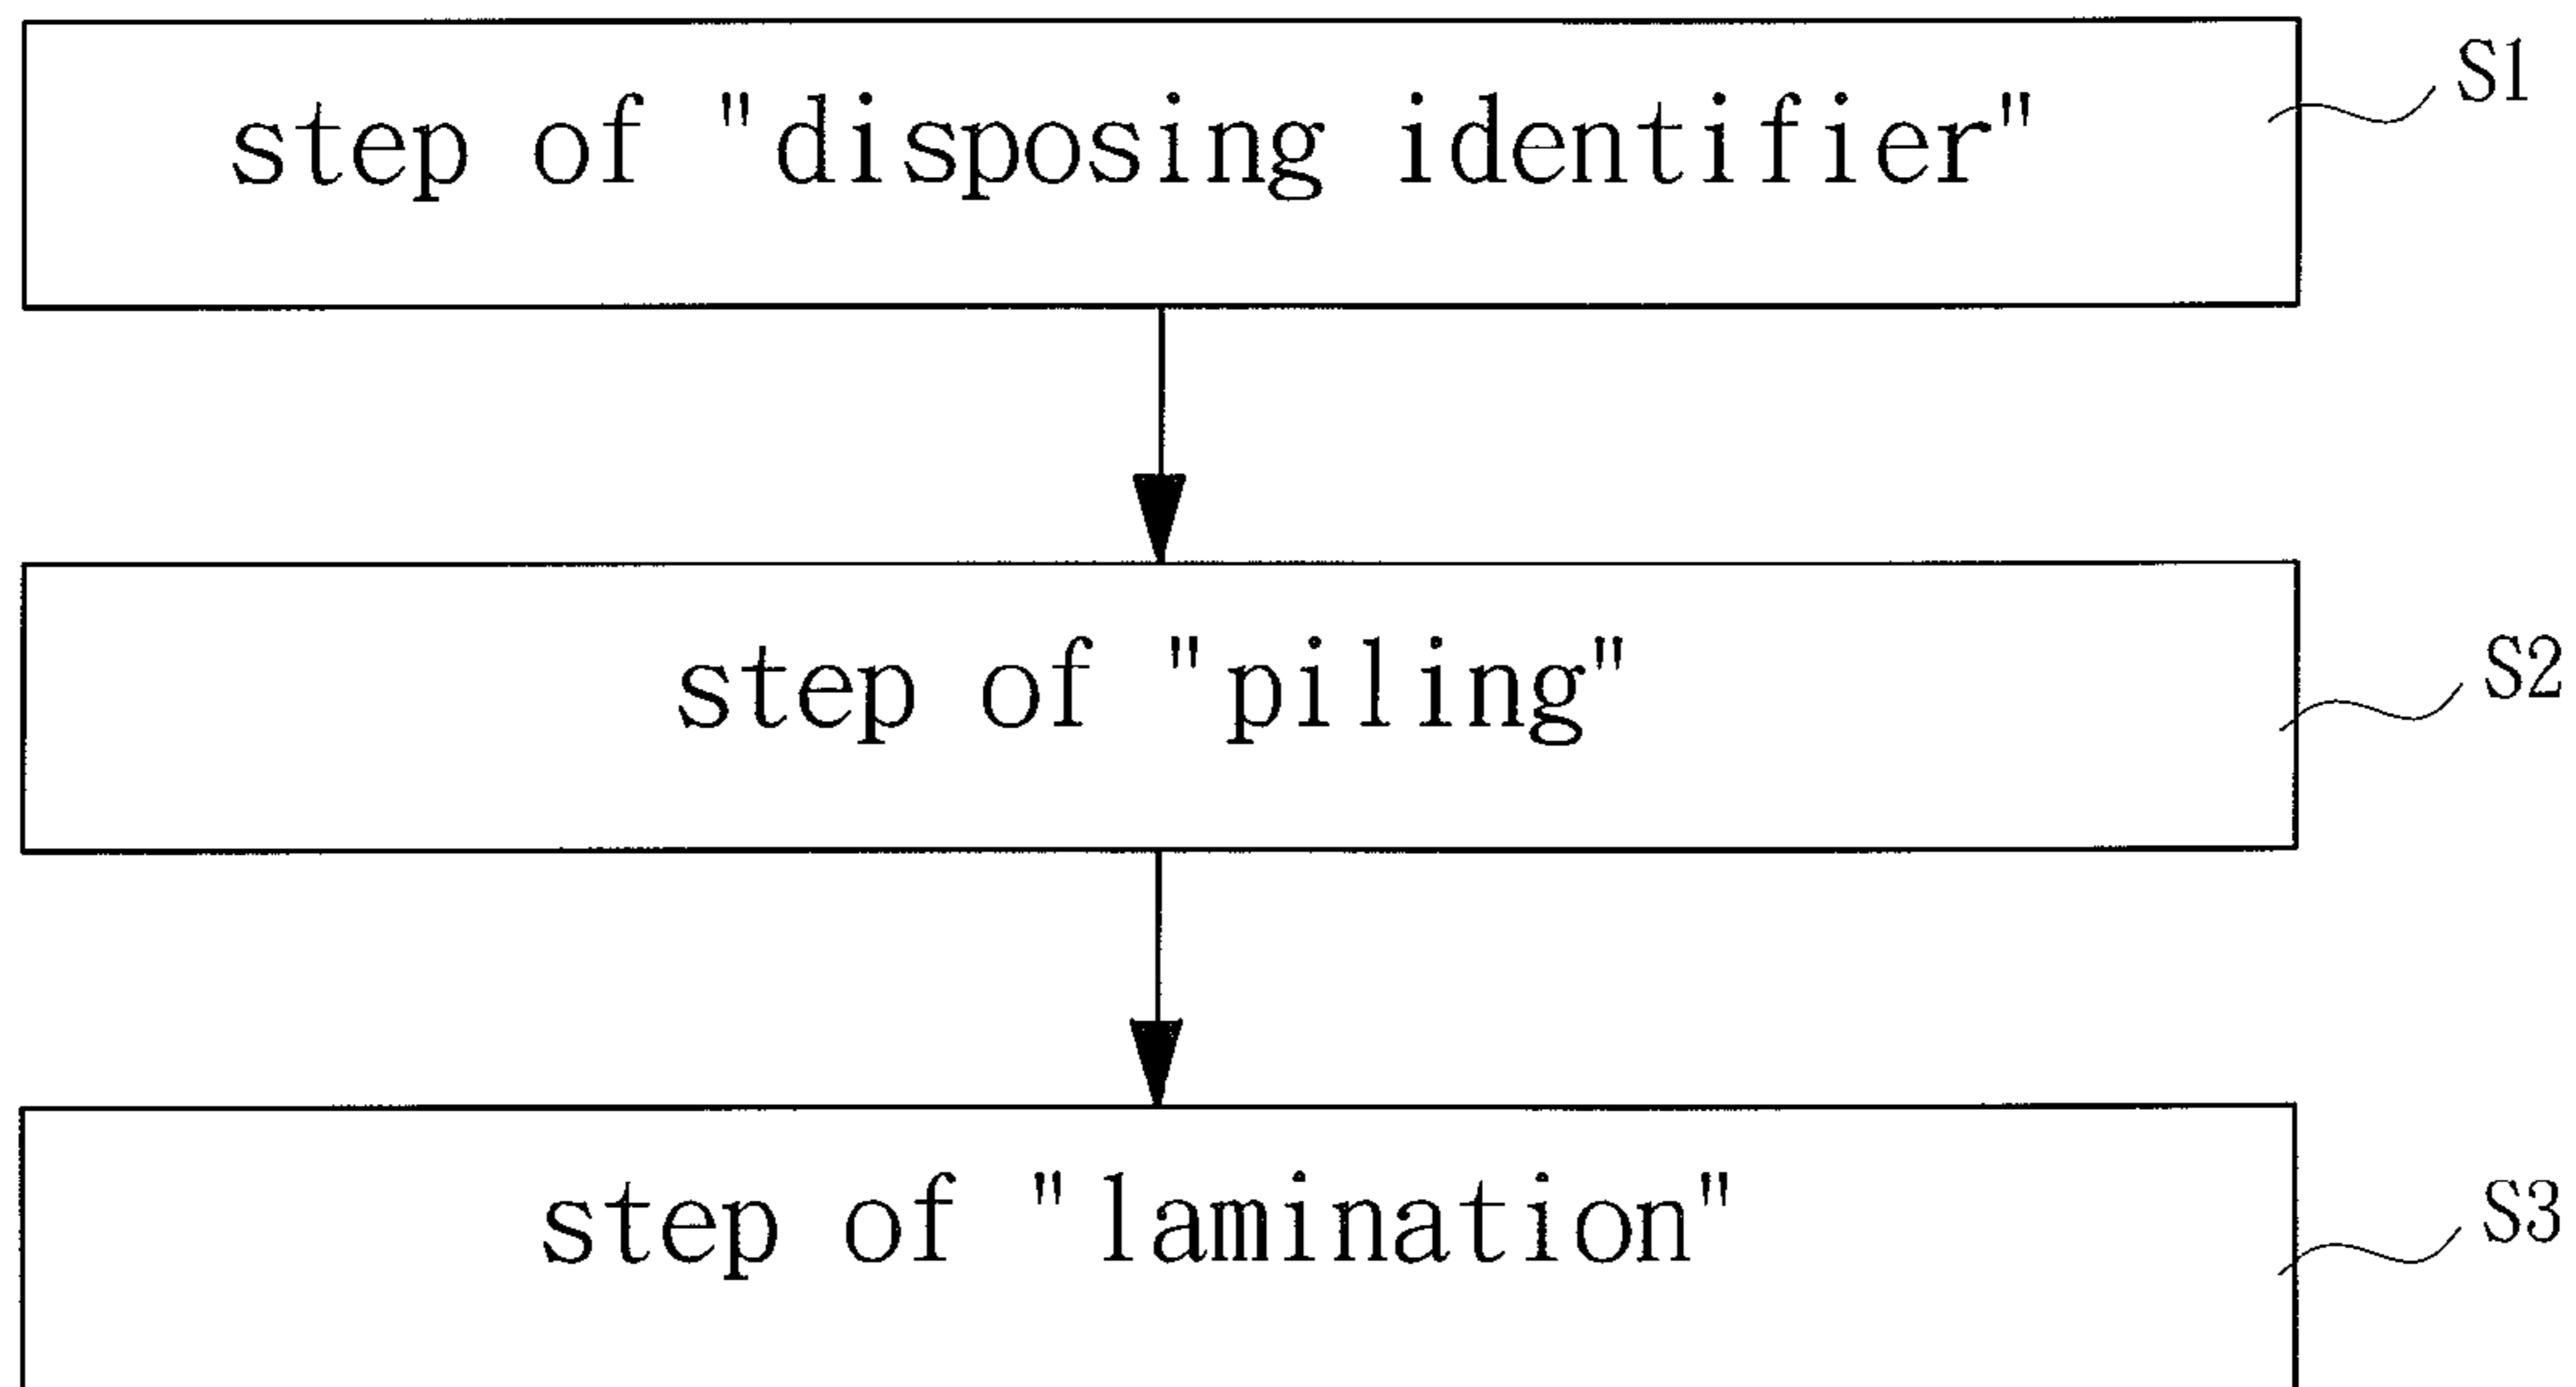 step of "disposing identifier"
S1
step of "piling"
S2
step of "lamination"
S3